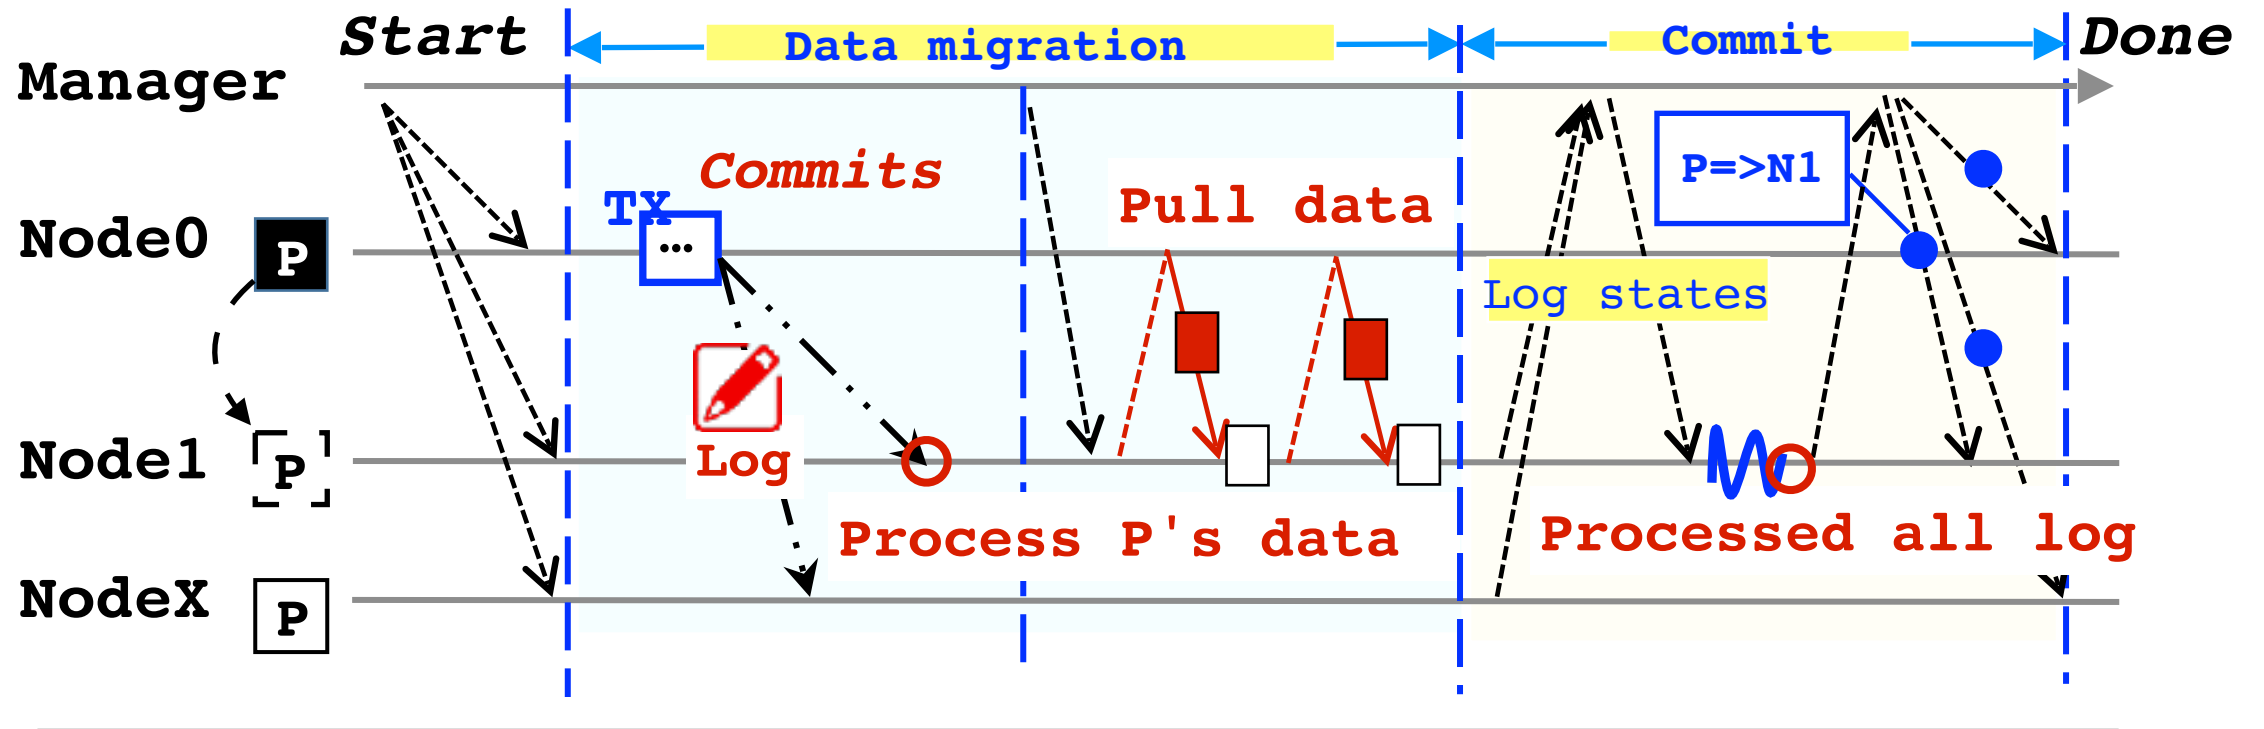 Start
Data migration
Commit
Done
Manager
Commits
P=>N1
TX
Pull data
Node0
P
...
Log states
Node1
P
Log
Process P's data
Processed all log
NodeX
P